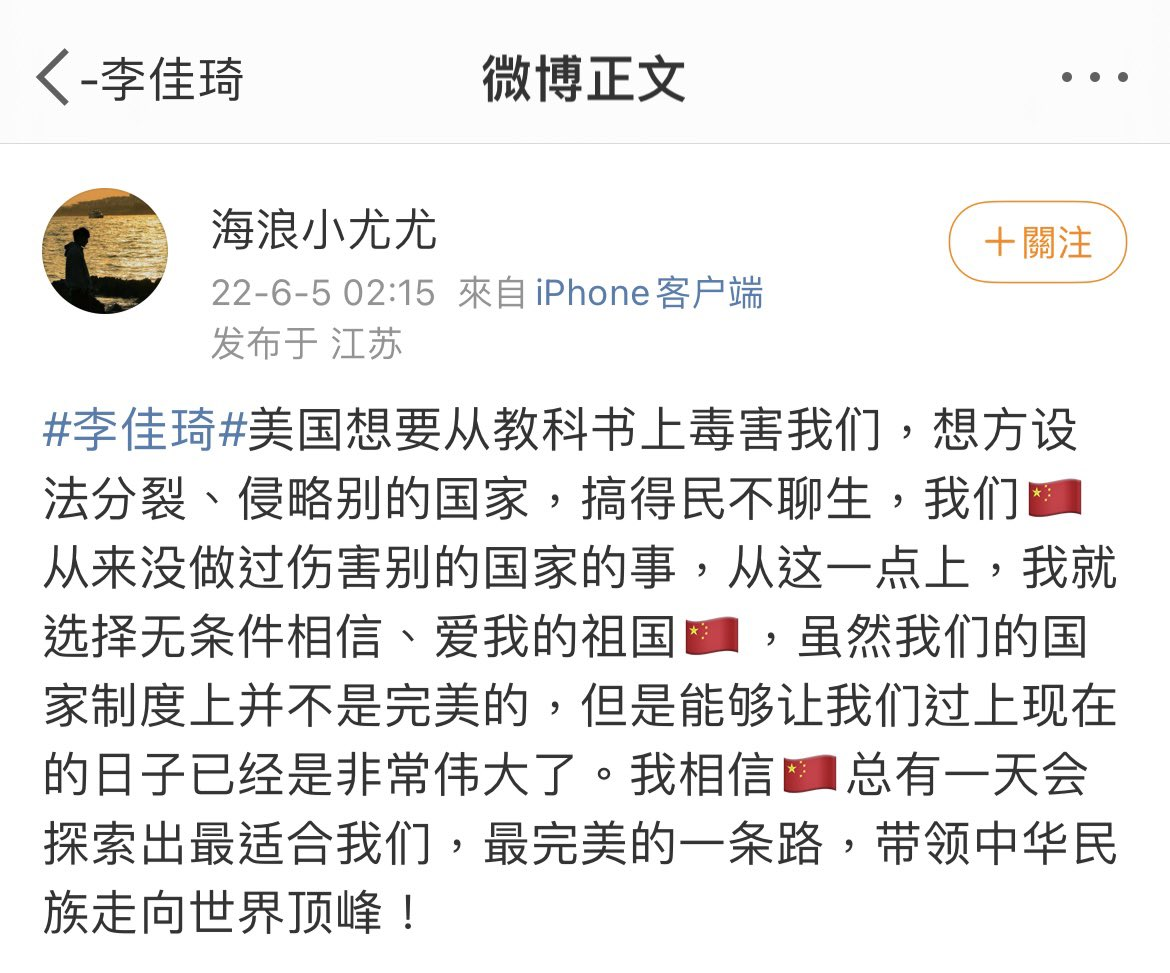 -李佳琦
微博正文
海浪小尤尤
+關注
22-6-5 02:15 來自 iPhone客户端
发布于 江苏
#李佳琦#美国想要从教科书上毒害我们，想方设
法分裂、侵略别的国家，搞得民不聊生，我们🇨🇳
从来没做过伤害别的国家的事，从这一点上，我就
选择无条件相信、爱我的祖国🇨🇳，虽然我们的国
家制度上并不是完美的，但是能够让我们过上现在
的日子已经是非常伟大了。我相信🇨🇳总有一天会
探索出最适合我们，最完美的一条路，带领中华民
族走向世界顶峰！